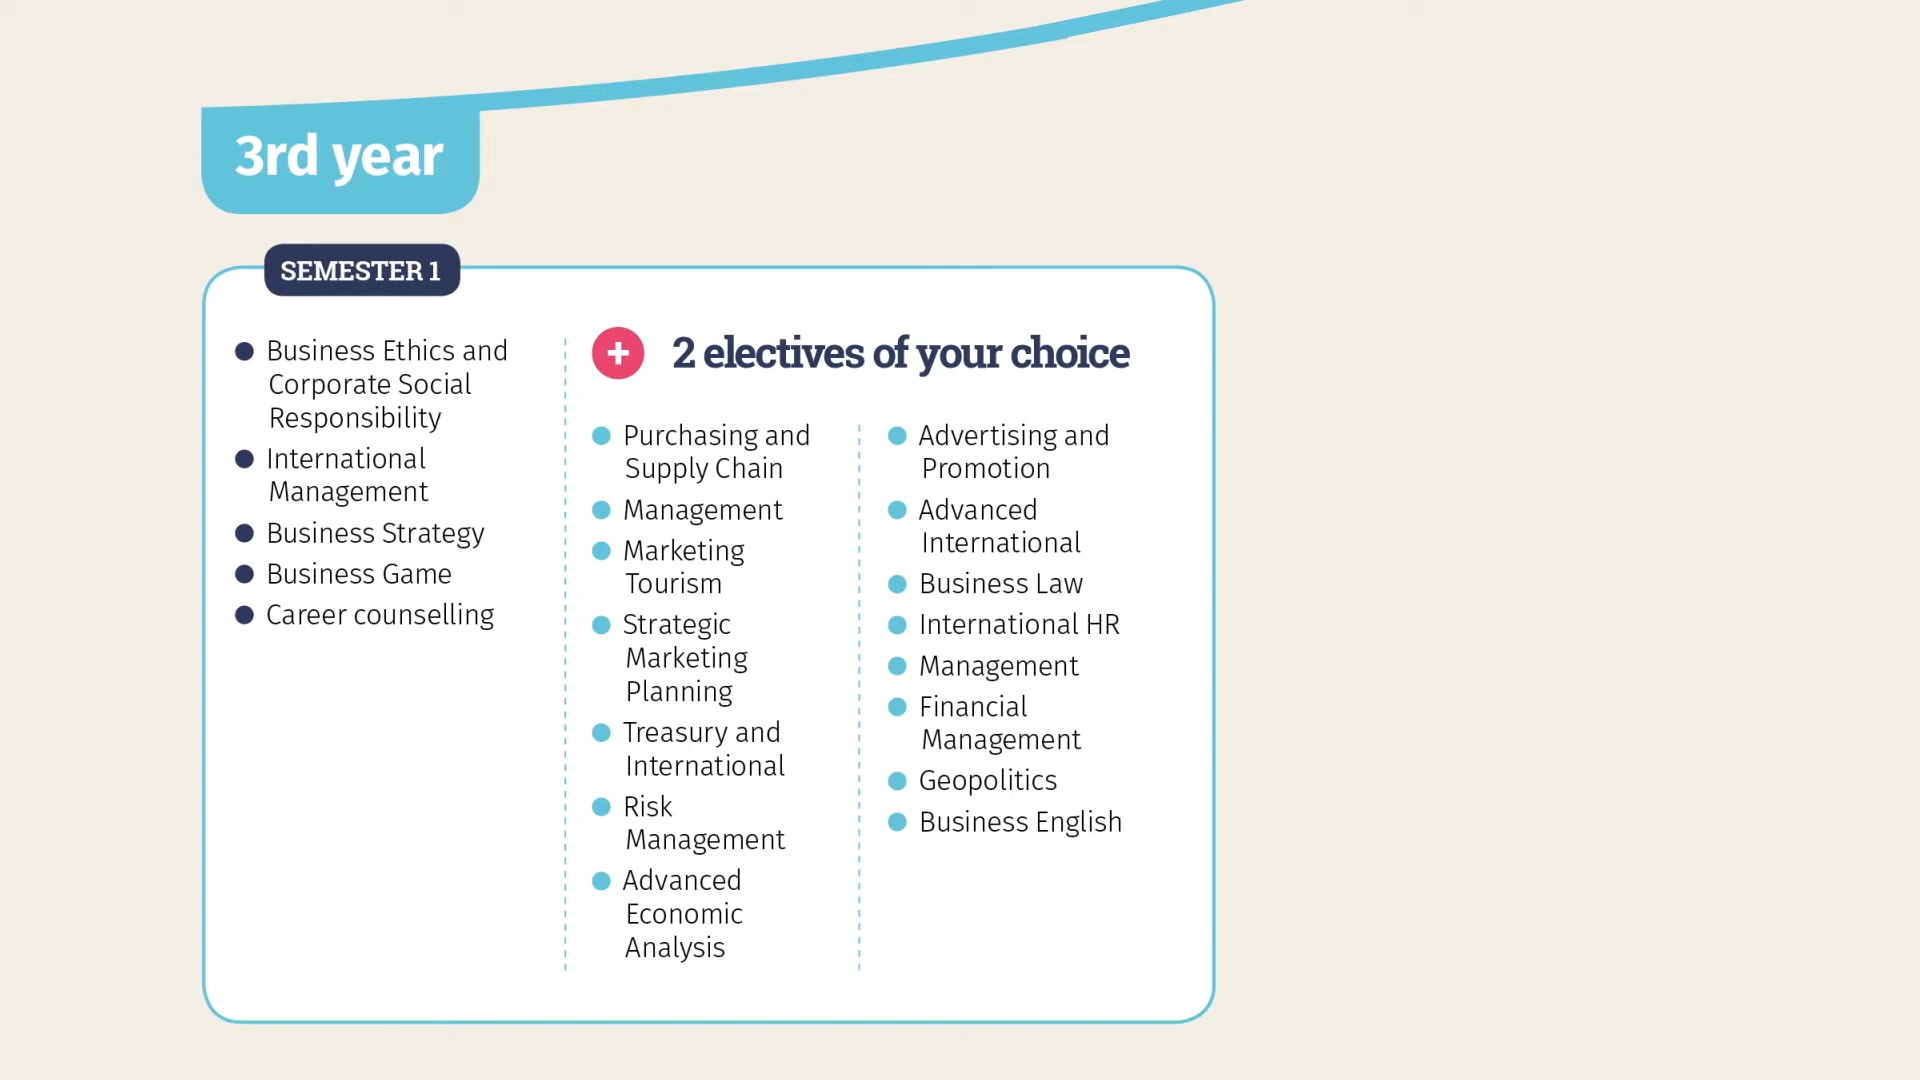 3rd year
SEMESTER 1
● Business Ethics and
Corporate Social
Responsibility
● International
Management
● Business Strategy
● Business Game
● Career counselling
+ 2 electives of your choice
● Purchasing and
Supply Chain
● Management
● Marketing
Tourism
● Strategic
Marketing
Planning
● Treasury and
International
● Risk
Management
● Advanced
Economic
Analysis
● Advertising and
Promotion
● Advanced
International
● Business Law
● International HR
● Management
● Financial
Management
● Geopolitics
● Business English